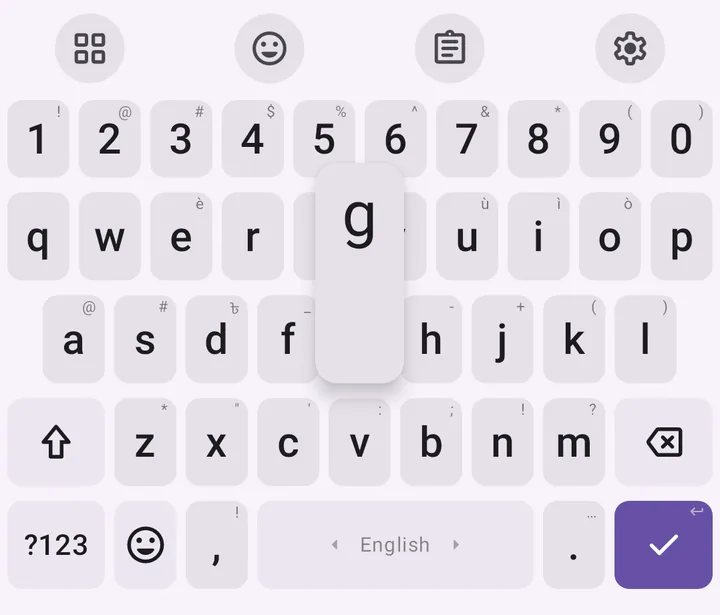 1 ! 2 @ 3 # 4 $ 5 % 6 ^ 7 & 8 * 9 ( 0 )
q w e è r u ù i ì o ò p
a @ s # d ъ f _ g h - j + k ( l )
z * x " c ' v : b ; n ! m ?
?123 , ! English . …